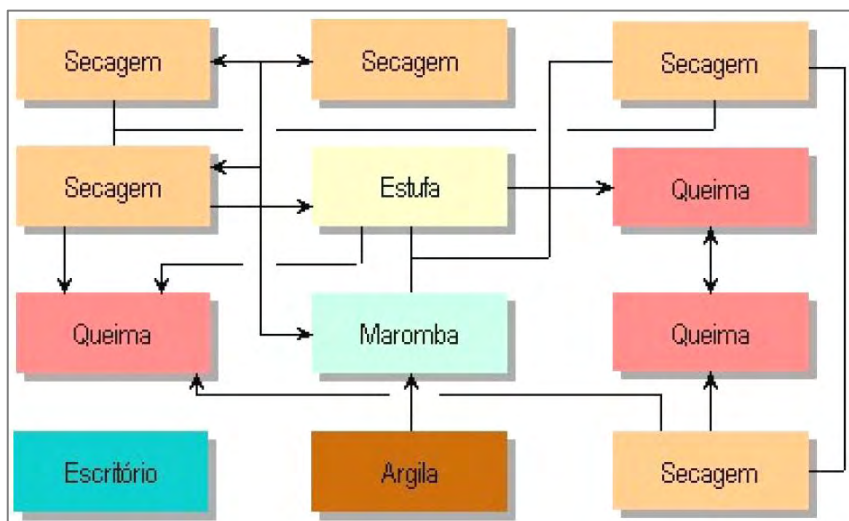 Secagem
Secagem
Secagem
Secagem
Estufa
Queima
Queima
Maromba
Queima
Escritório
Argila
Secagem